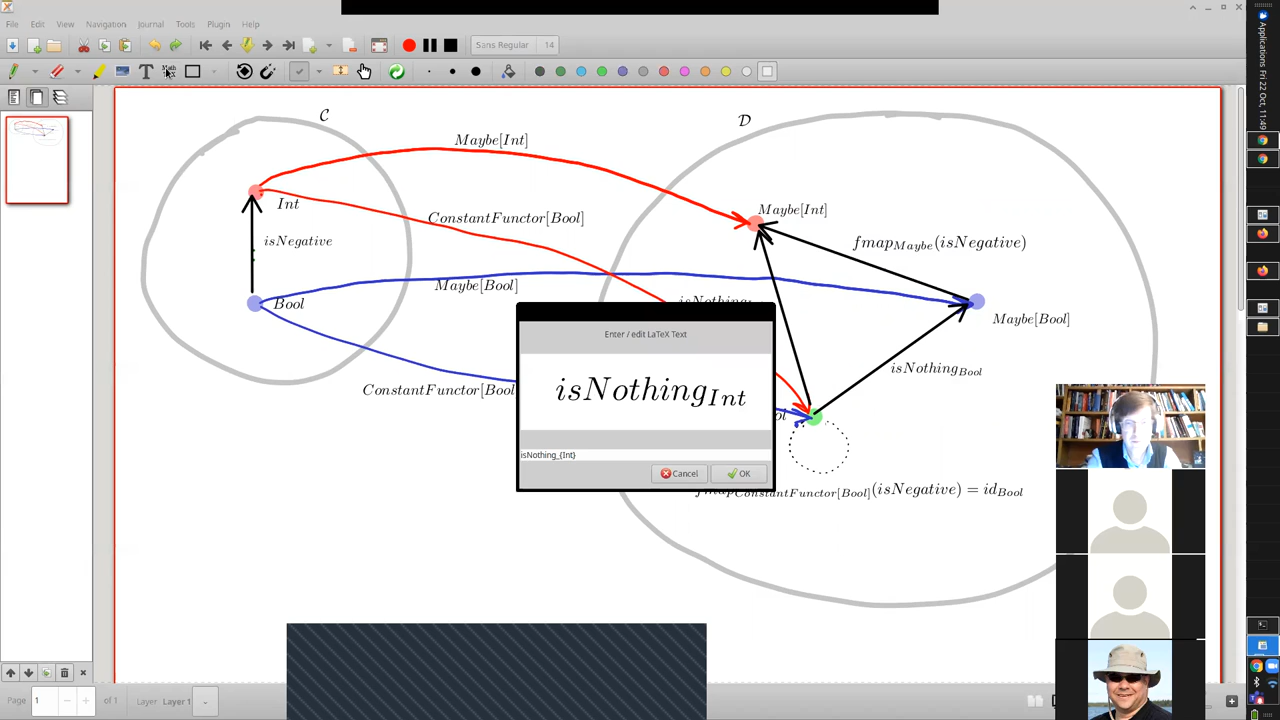 File Edit View Navigation Journal Tools Plugin Help
Sans Regular 14
C
D
Maybe[Int]
Int
ConstantFunctor[Bool]
Maybe[Int]
isNegative
fmap_Maybe(isNegative)
Maybe[Bool]
Bool
isNothing
Maybe[Bool]
Enter / edit LaTeX Text
isNothing_Int
isNothing_Bool
ConstantFunctor[Bool
ol
isNothing_{Int}
Cancel OK
fmap_ConstantFunctor[Bool](isNegative) = id_Bool
Page 1 of 1 Layer Layer 1
Applications Fri 22 Oct, 11:49